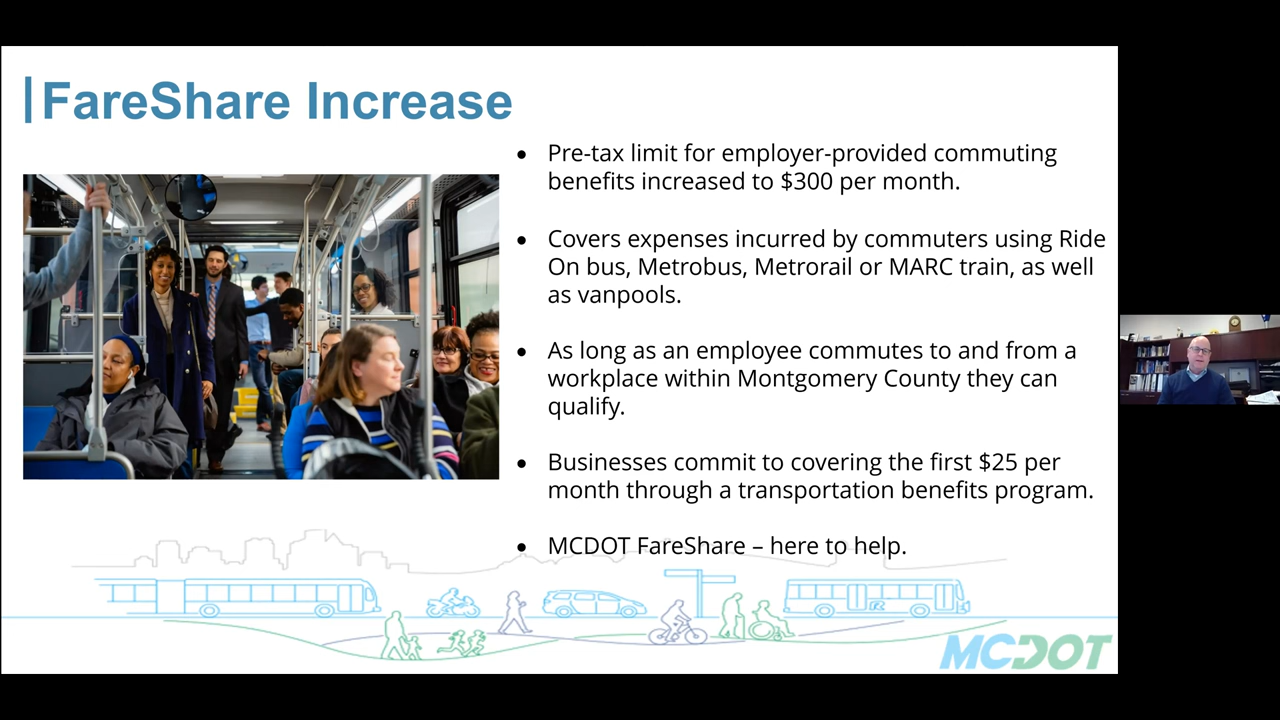 FareShare Increase
• Pre-tax limit for employer-provided commuting
benefits increased to $300 per month.
• Covers expenses incurred by commuters using Ride
On bus, Metrobus, Metrorail or MARC train, as well
as vanpools.
• As long as an employee commutes to and from a
workplace within Montgomery County they can
qualify.
• Businesses commit to covering the first $25 per
month through a transportation benefits program.
• MCDOT FareShare – here to help.
MCDOT